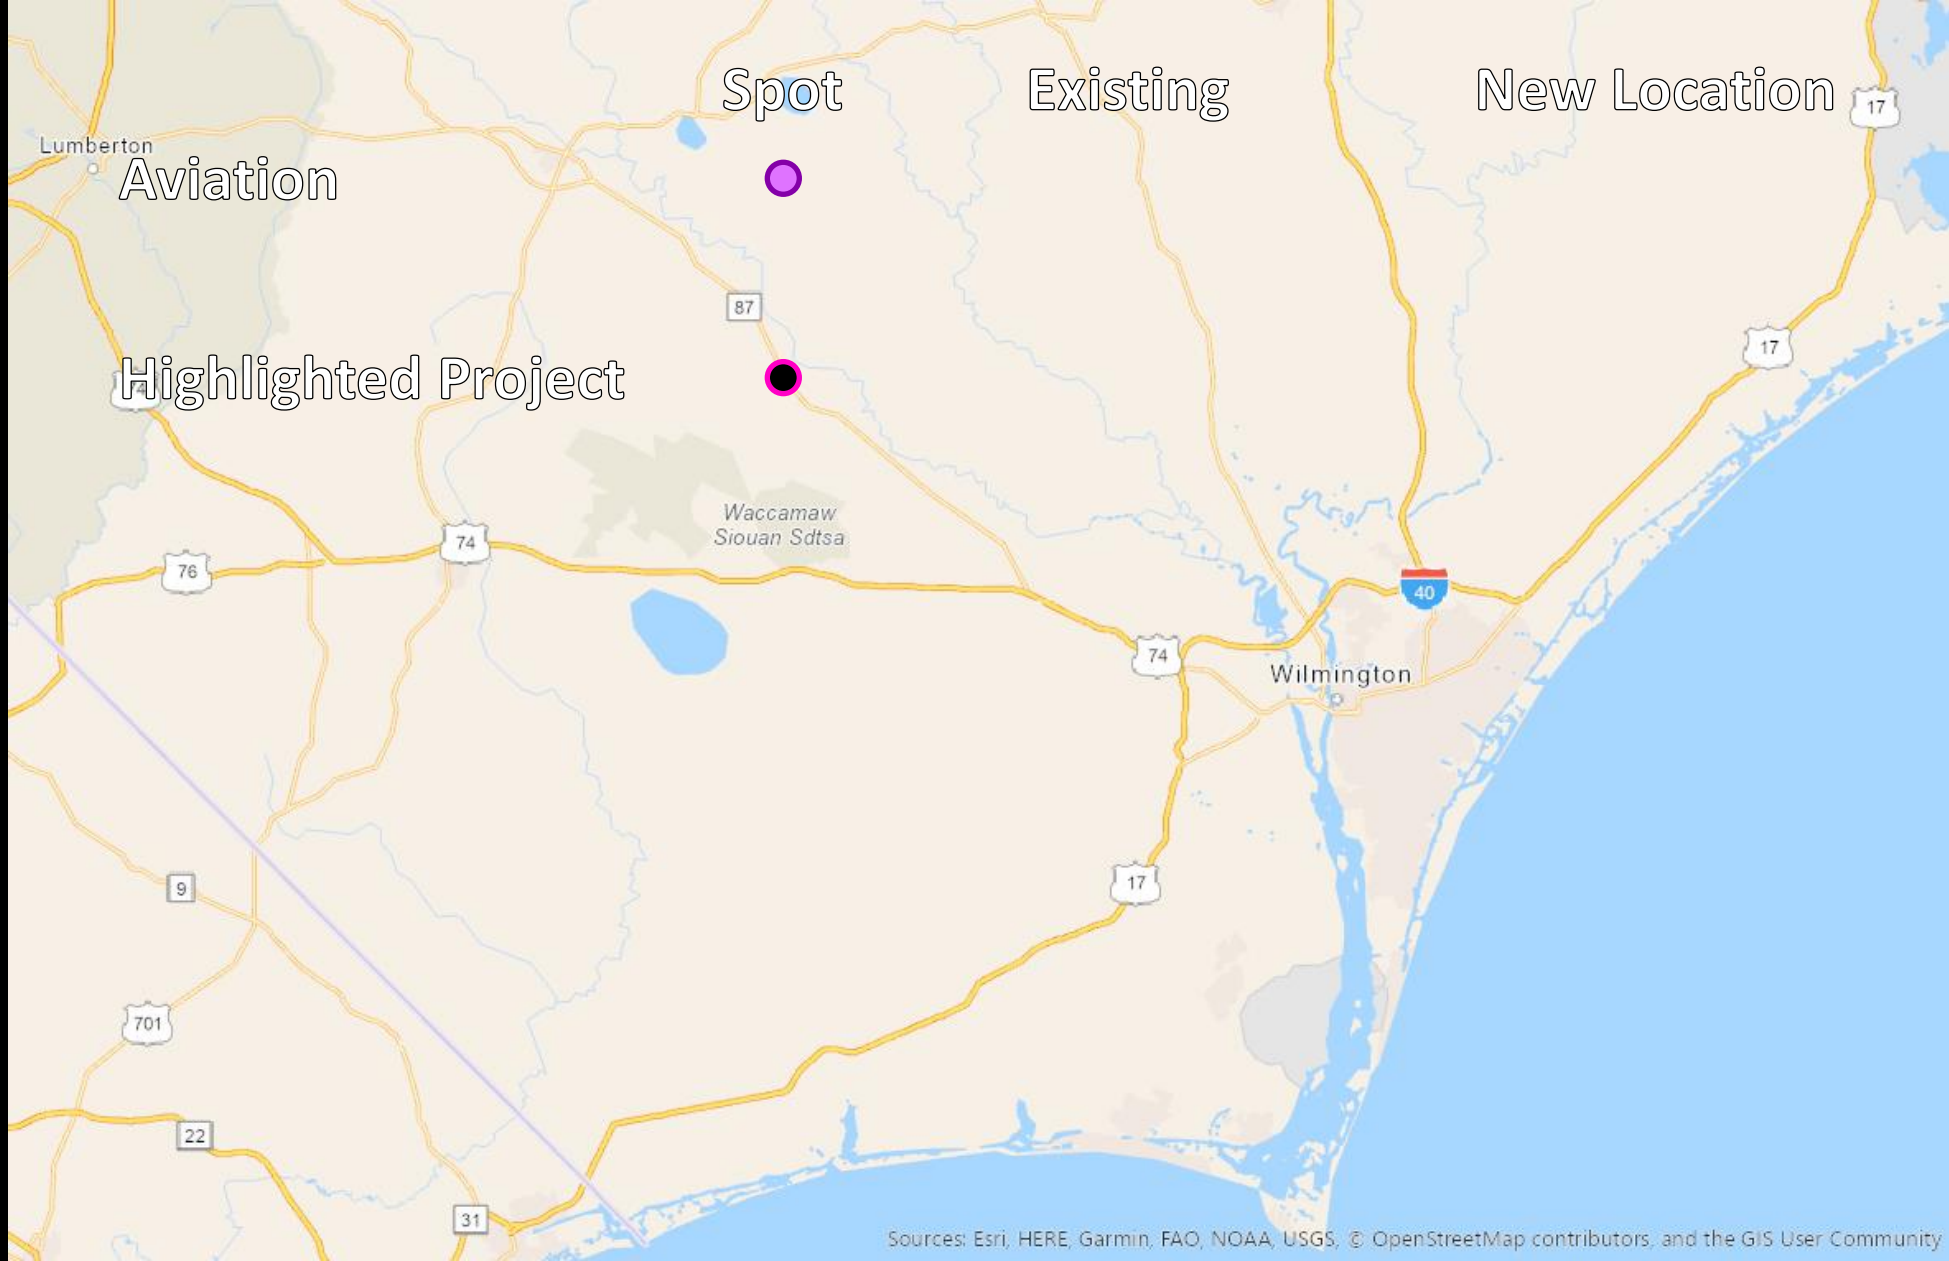 Spot Existing New Location
17
Lumberton
Aviation
87
17
74
Highlighted Project
Waccamaw
Siouan Sdtsa
74
76
40
74
Wilmington
17
9
701
22
31
Sources: Esri, HERE, Garmin, FAO, NOAA, USGS, © OpenStreetMap contributors, and the GIS User Community